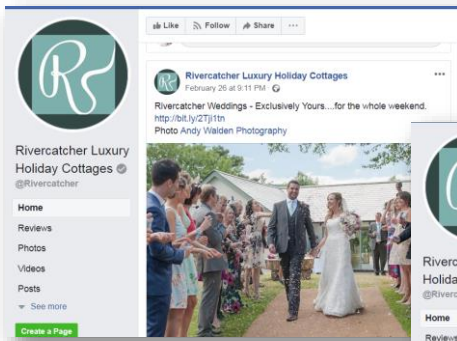 Like Follow Share ...
Rivercatcher Luxury Holiday Cottages
February 26 at 9:11 PM ·
Rivercatcher Weddings - Exclusively Yours....for the whole weekend.
http://bit.ly/2Tji1tn
Photo Andy Walden Photography
R
Rivercatcher Luxury
Holiday Cottages
@Rivercatcher
Home
Reviews
Photos
Videos
Posts
See more
Create a Page
Home
Reviews